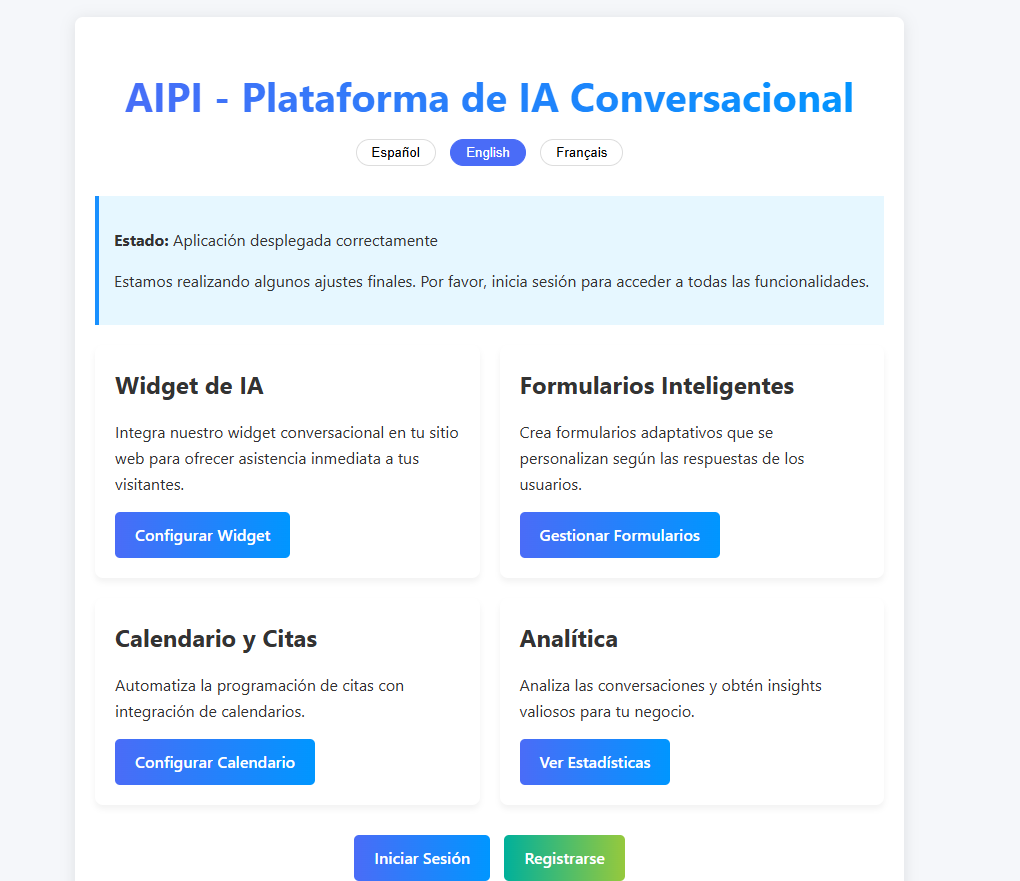 AIPI - Plataforma de IA Conversacional
Español
English
Français
Estado: Aplicación desplegada correctamente
Estamos realizando algunos ajustes finales. Por favor, inicia sesión para acceder a todas las funcionalidades.
Widget de IA
Integra nuestro widget conversacional en tu sitio
web para ofrecer asistencia inmediata a tus
visitantes.
Configurar Widget
Formularios Inteligentes
Crea formularios adaptativos que se
personalizan según las respuestas de los
usuarios.
Gestionar Formularios
Calendario y Citas
Automatiza la programación de citas con
integración de calendarios.
Configurar Calendario
Analítica
Analiza las conversaciones y obtén insights
valiosos para tu negocio.
Ver Estadísticas
Iniciar Sesión
Registrarse